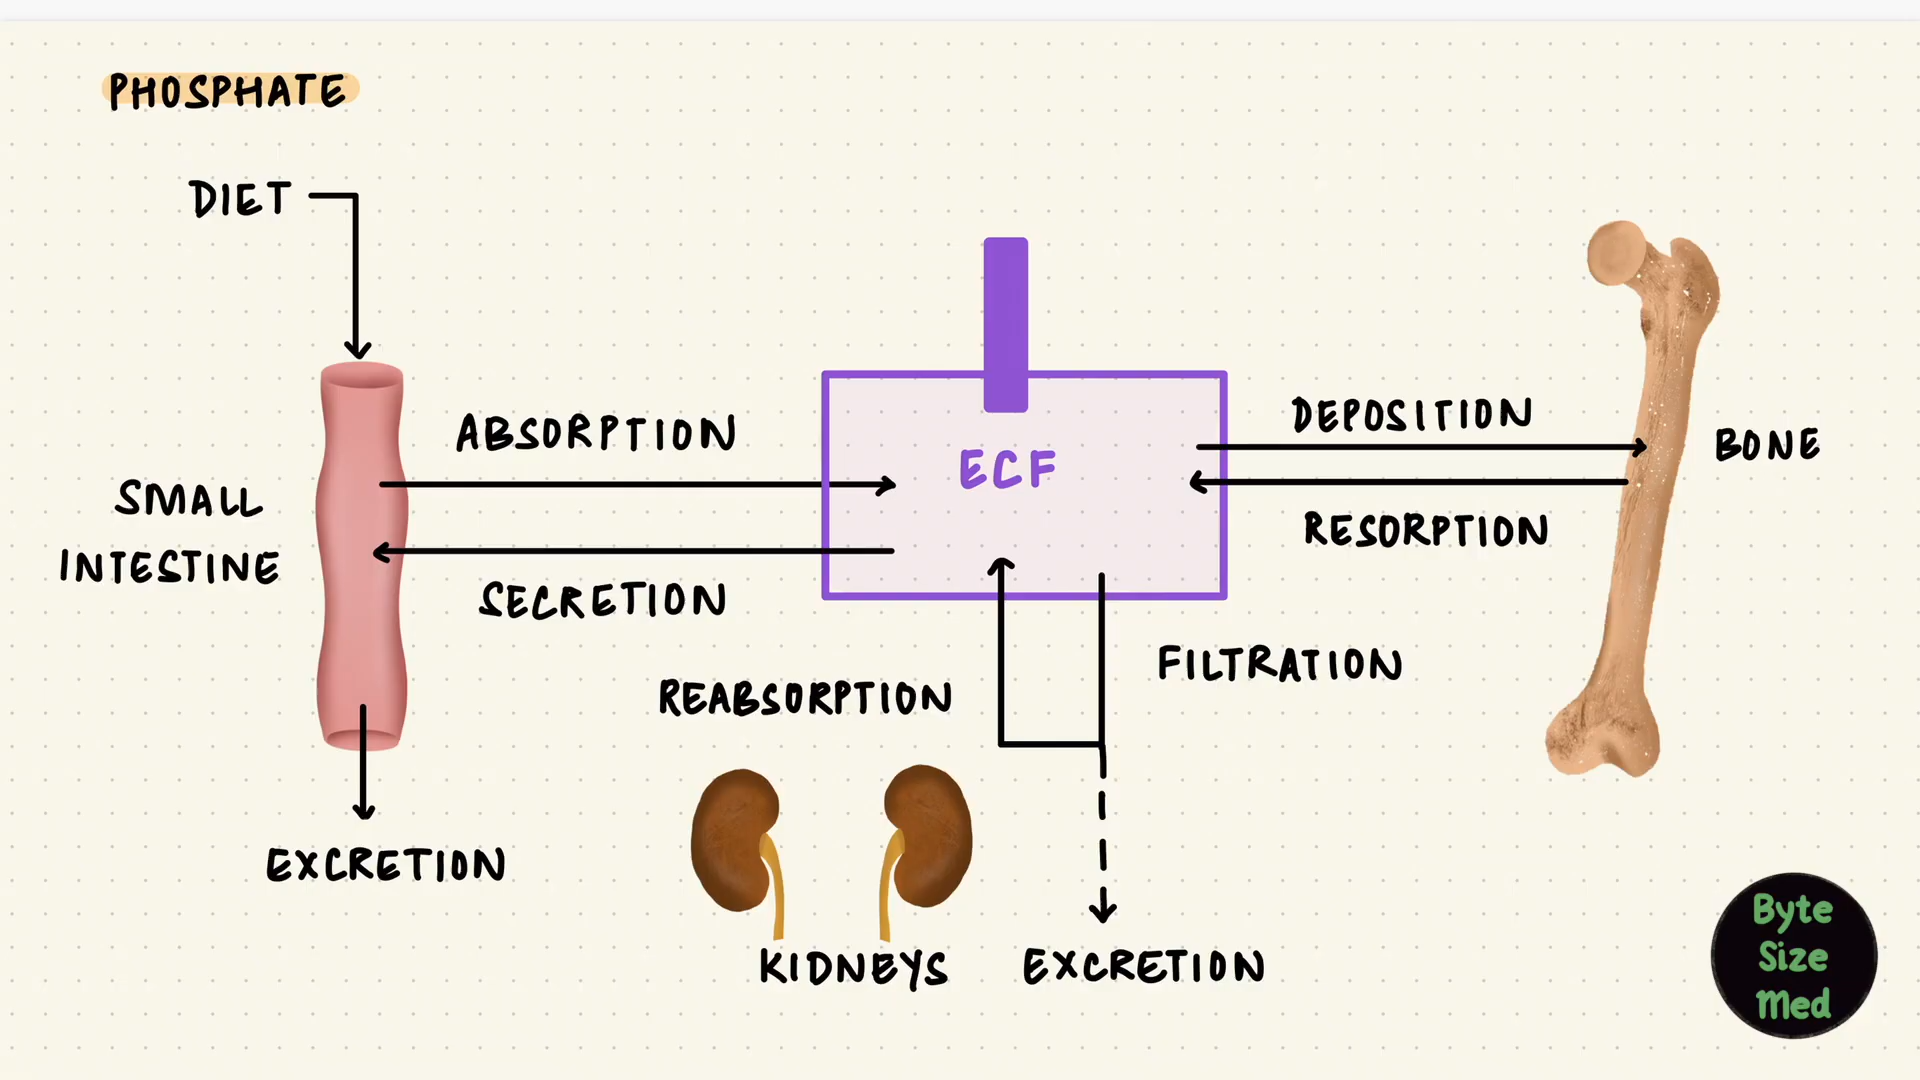 PHOSPHATE
DIET
ABSORPTION
SMALL
INTESTINE
SECRETION
EXCRETION
ECF
DEPOSITION
BONE
RESORPTION
REABSORPTION
FILTRATION
KIDNEYS
EXCRETION
Byte
Size
Med